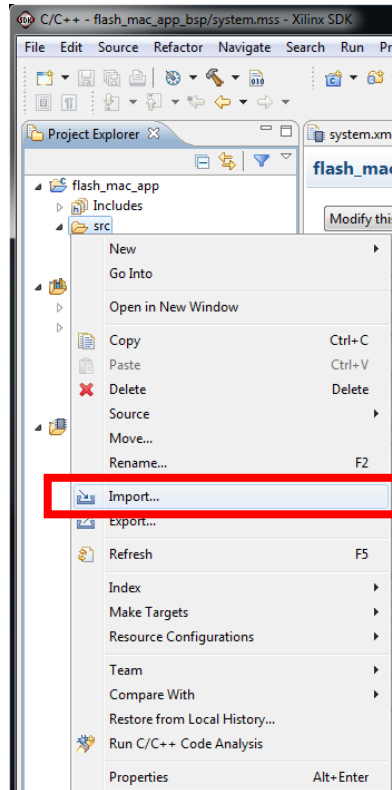 C/C++ - flash_mac_app_bsp/system.mss - Xilinx SDK
File Edit Source Refactor Navigate Search Run
Project Explorer
system.xm
flash_mac_app
flash_ma
Includes
Modify this
src
New
Go Into
Open in New Window
Copy Ctrl+C
Paste Ctrl+V
Delete Delete
Source
Move...
Rename... F2
Import...
Export...
Refresh F5
Index
Make Targets
Resource Configurations
Team
Compare With
Restore from Local History...
Run C/C++ Code Analysis
Properties Alt+Enter